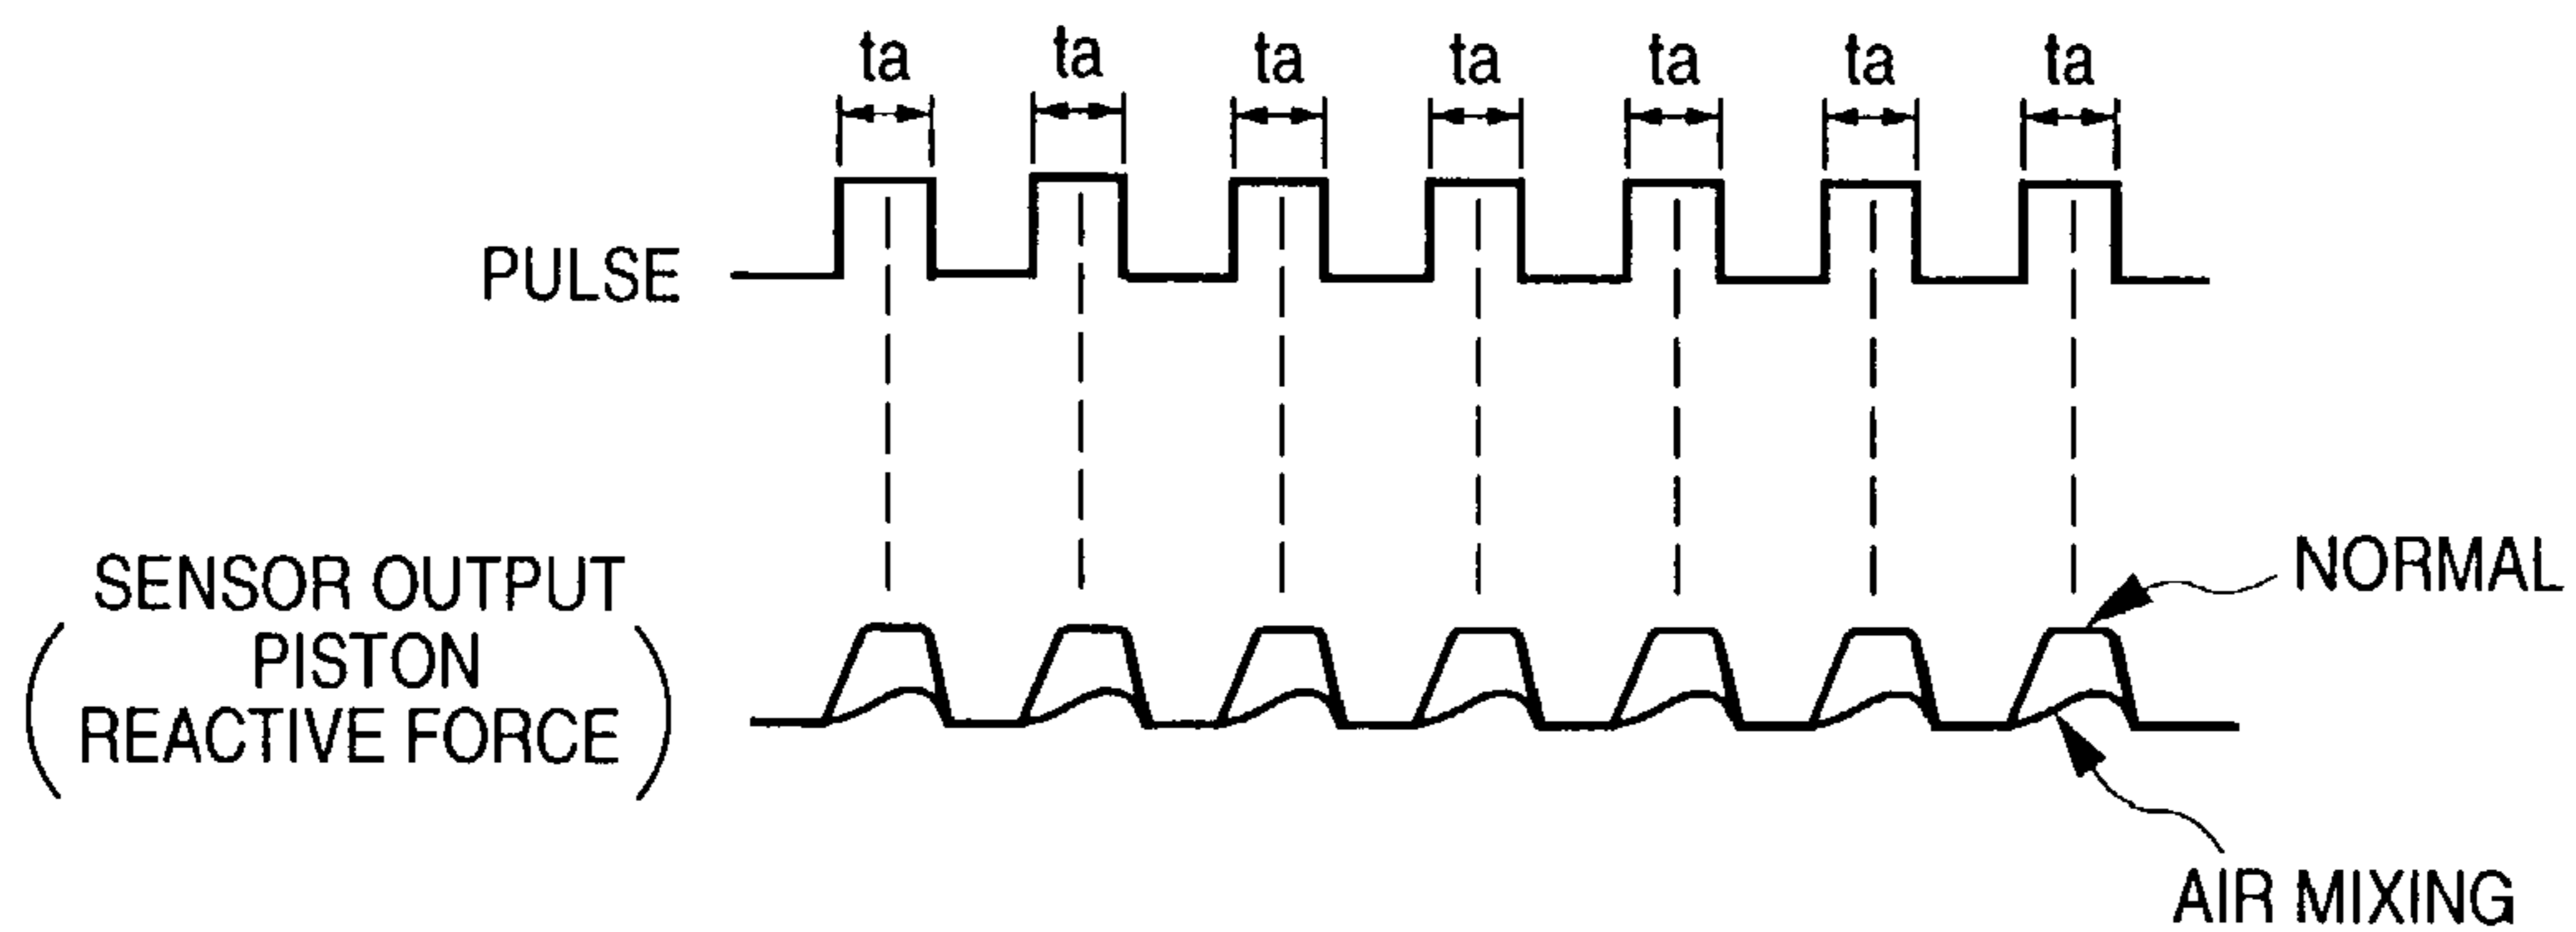 ta ta ta ta ta ta ta
PULSE
SENSOR OUTPUT
PISTON
REACTIVE FORCE
NORMAL
AIR MIXING